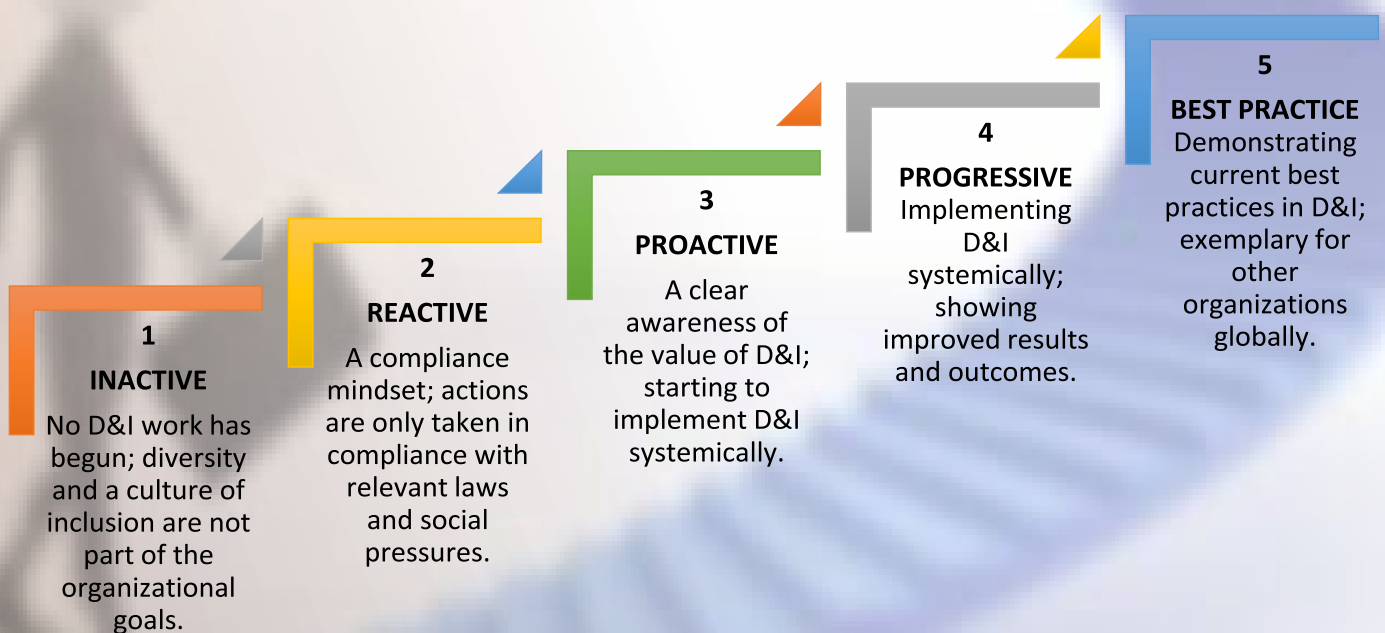 1
INACTIVE
No D&I work has
begun; diversity
and a culture of
inclusion are not
part of the
organizational
goals.
2
REACTIVE
A compliance
mindset; actions
are only taken in
compliance with
relevant laws
and social
pressures.
3
PROACTIVE
A clear
awareness of
the value of D&I;
starting to
implement D&I
systemically.
4
PROGRESSIVE
Implementing
D&I
systemically;
showing
improved results
and outcomes.
5
BEST PRACTICE
Demonstrating
current best
practices in D&I;
exemplary for
other
organizations
globally.